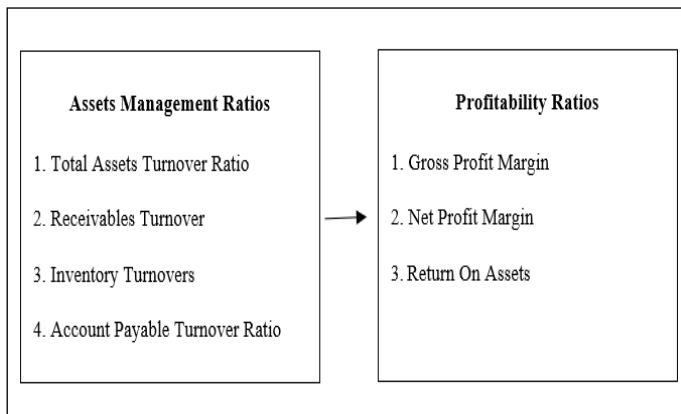 Assets Management Ratios
1. Total Assets Turnover Ratio
2. Receivables Turnover
3. Inventory Turnovers
4. Account Payable Turnover Ratio
Profitability Ratios
1. Gross Profit Margin
2. Net Profit Margin
3. Return On Assets